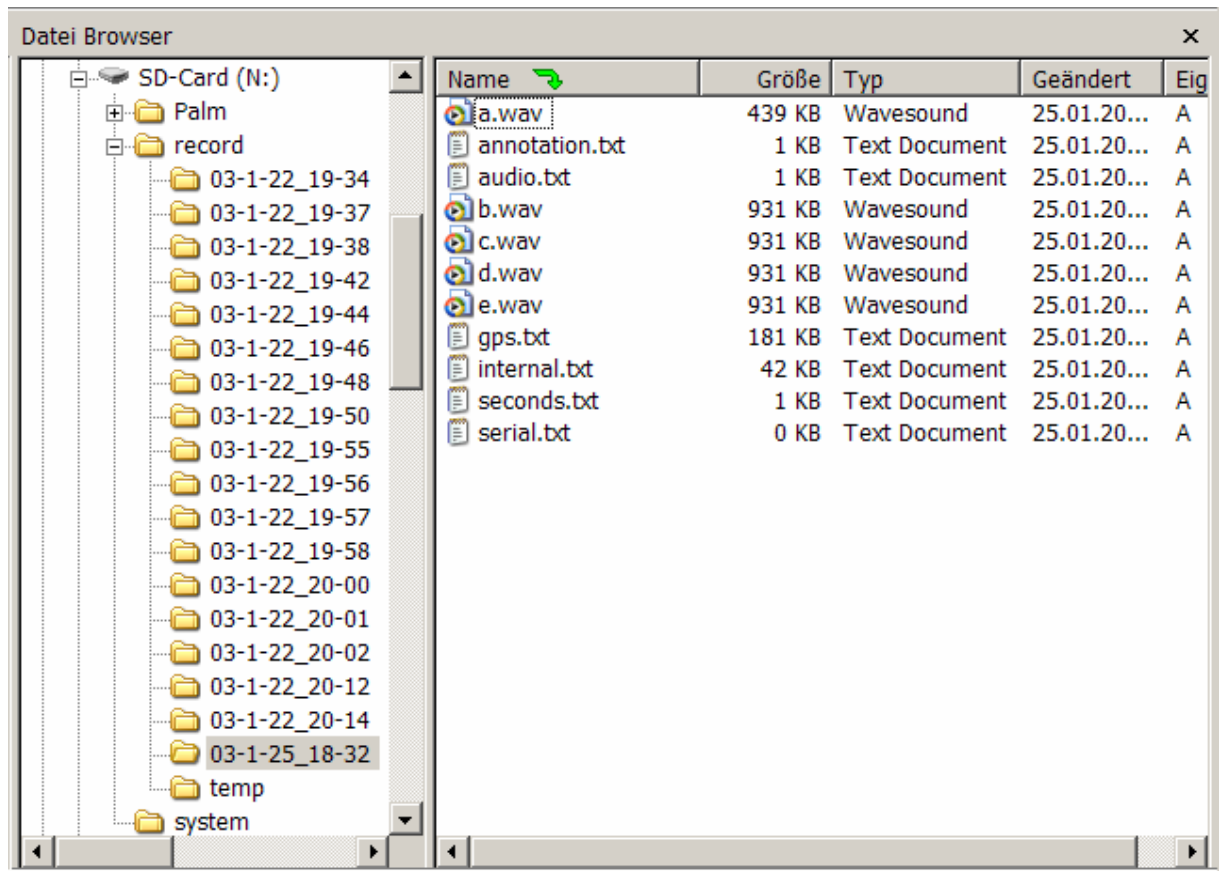 Datei Browser
SD-Card (N:)
Palm
record
03-1-22_19-34
03-1-22_19-37
03-1-22_19-38
03-1-22_19-42
03-1-22_19-44
03-1-22_19-46
03-1-22_19-48
03-1-22_19-50
03-1-22_19-55
03-1-22_19-56
03-1-22_19-57
03-1-22_19-58
03-1-22_20-00
03-1-22_20-01
03-1-22_20-02
03-1-22_20-12
03-1-22_20-14
03-1-25_18-32
temp
system
Name Größe Typ Geändert Eig
a.wav 439 KB Wavesound 25.01.20... A
annotation.txt 1 KB Text Document 25.01.20... A
audio.txt 1 KB Text Document 25.01.20... A
b.wav 931 KB Wavesound 25.01.20... A
c.wav 931 KB Wavesound 25.01.20... A
d.wav 931 KB Wavesound 25.01.20... A
e.wav 931 KB Wavesound 25.01.20... A
gps.txt 181 KB Text Document 25.01.20... A
internal.txt 42 KB Text Document 25.01.20... A
seconds.txt 1 KB Text Document 25.01.20... A
serial.txt 0 KB Text Document 25.01.20... A